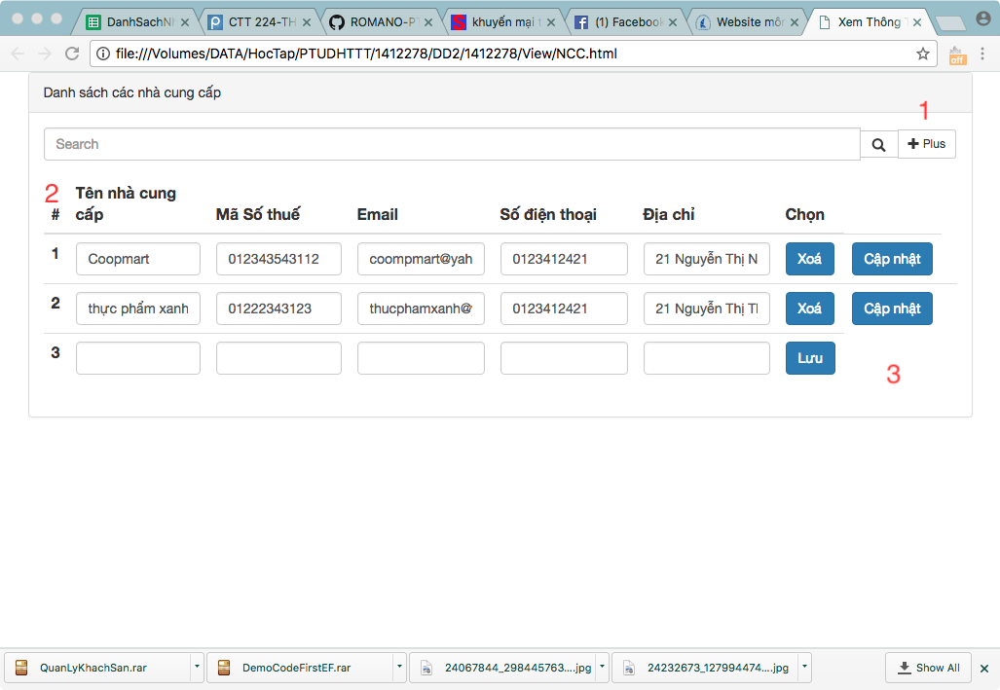 DanhSachNh
CTT 224-TH
ROMANO-PT
khuyến mại t
(1) Facebook
Website môn
Xem Thông T
file:///Volumes/DATA/HocTap/PTUDHTTT/1412278/DD2/1412278/View/NCC.html
off
Danh sách các nhà cung cấp
1
Search
Plus
2
# Tên nhà cung cấp Mã Số thuế Email Số điện thoại Địa chỉ Chọn
1 Coopmart 012343543112 coompmart@yah 0123412421 21 Nguyễn Thị N Xoá Cập nhật
2 thực phẩm xanh 01222343123 thucphamxanh@ 0123412421 21 Nguyễn Thị Xoá Cập nhật
3 Lưu
3
QuanLyKhachSan.rar
DemoCodeFirstEF.rar
24067844_298445763....jpg
24232673_127994474....jpg
Show All